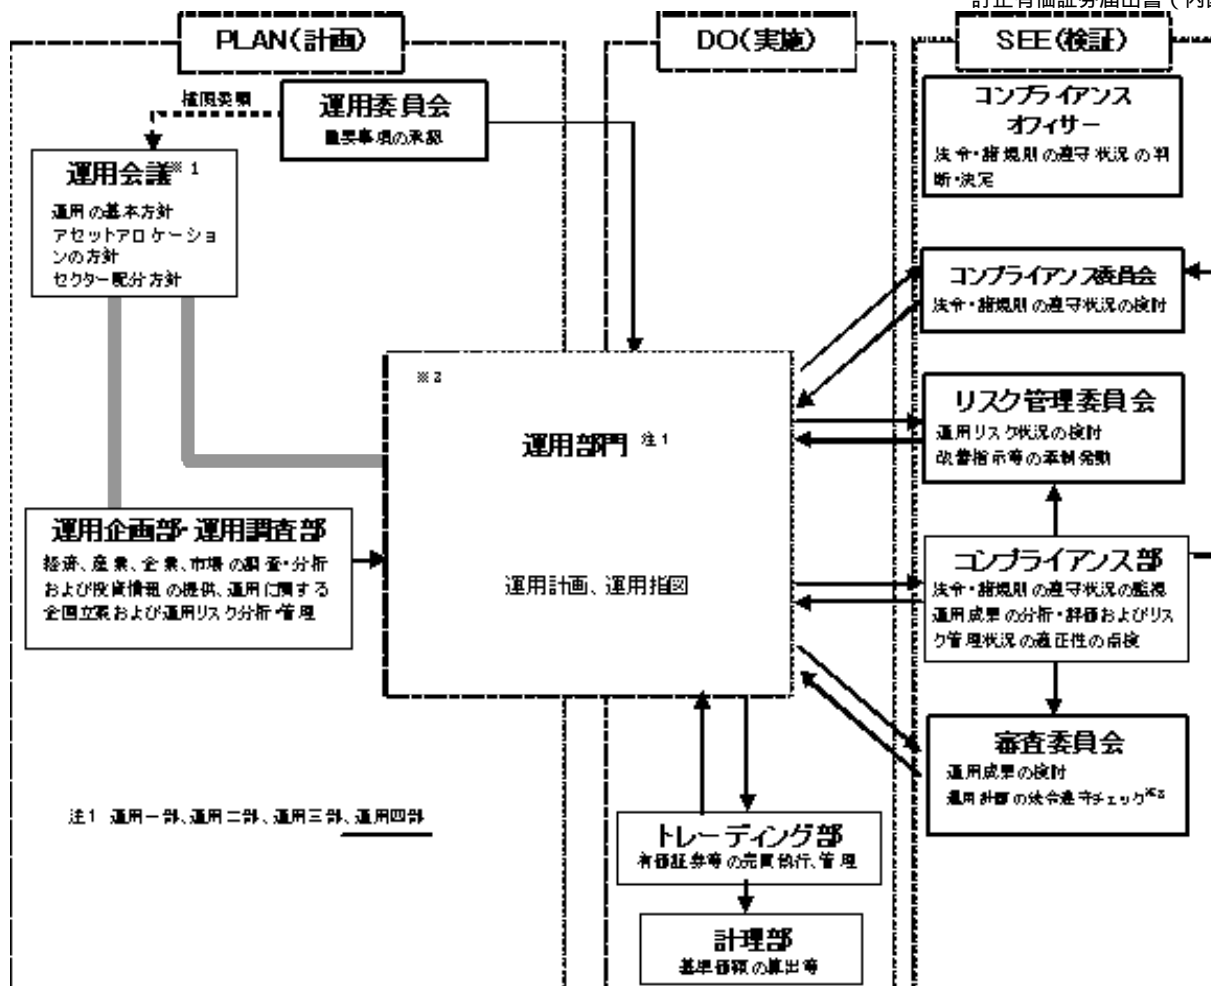 訂正有価証券届出書(内
PLAN(計画)
DO(実施)
SEE(検証)
権限委嘱
運用委員会
重要事項の承認
運用会議※1
運用の基本方針
アセットアロケーショ
ンの方針
セクター配分方針
コンプライアンス
オフィサー
法令・諸規則の遵守状況の判
断・決定
コンプライアンス委員会
法令・諸規則の遵守状況の検討
※2
運用部門 注1
運用計画、運用指図
リスク管理委員会
運用リスク状況の検討
改善指示等の牽制発動
運用企画部・運用調査部
経済、産業、企業、市場の調査・分析
および投資情報の提供、運用に関する
企画立案および運用リスク分析・管理
コンプライアンス部
法令・諸規則の遵守状況の監視
運用成果の分析・評価およびリス
ク管理状況の適正性の点検
審査委員会
運用成果の検討
運用計画の法令遵守チェック※2
注1 運用一部、運用二部、運用三部、運用四部
トレーディング部
有価証券等の売買執行、管理
計理部
基準価額の算出等